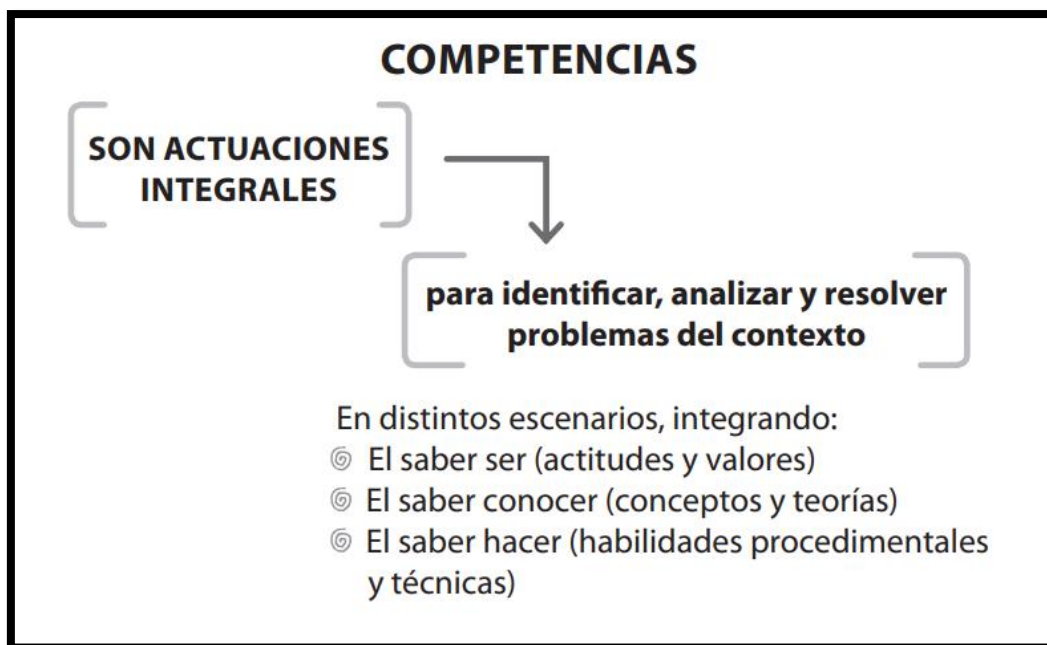 COMPETENCIAS
SON ACTUACIONES
INTEGRALES
para identificar, analizar y resolver
problemas del contexto
En distintos escenarios, integrando:
El saber ser (actitudes y valores)
El saber conocer (conceptos y teorías)
El saber hacer (habilidades procedimentales
y técnicas)